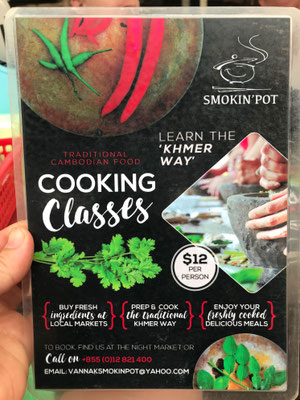 SMOKIN'POT
LEARN THE
'KHMER
WAY'
TRADITIONAL
CAMBODIAN FOOD
COOKING
Classes
$12
PER
PERSON
BUY FRESH
ingredients at
LOCAL MARKETS
PREP & COOK
the traditional
KHMER WAY
ENJOY YOUR
freshly cooked
DELICIOUS MEALS
TO BOOK FIND US AT THE NIGHT MARKET OR
Call on +855 (0)12 821 400
EMAIL: VANNAKSMOKINPOT@YAHOO.COM